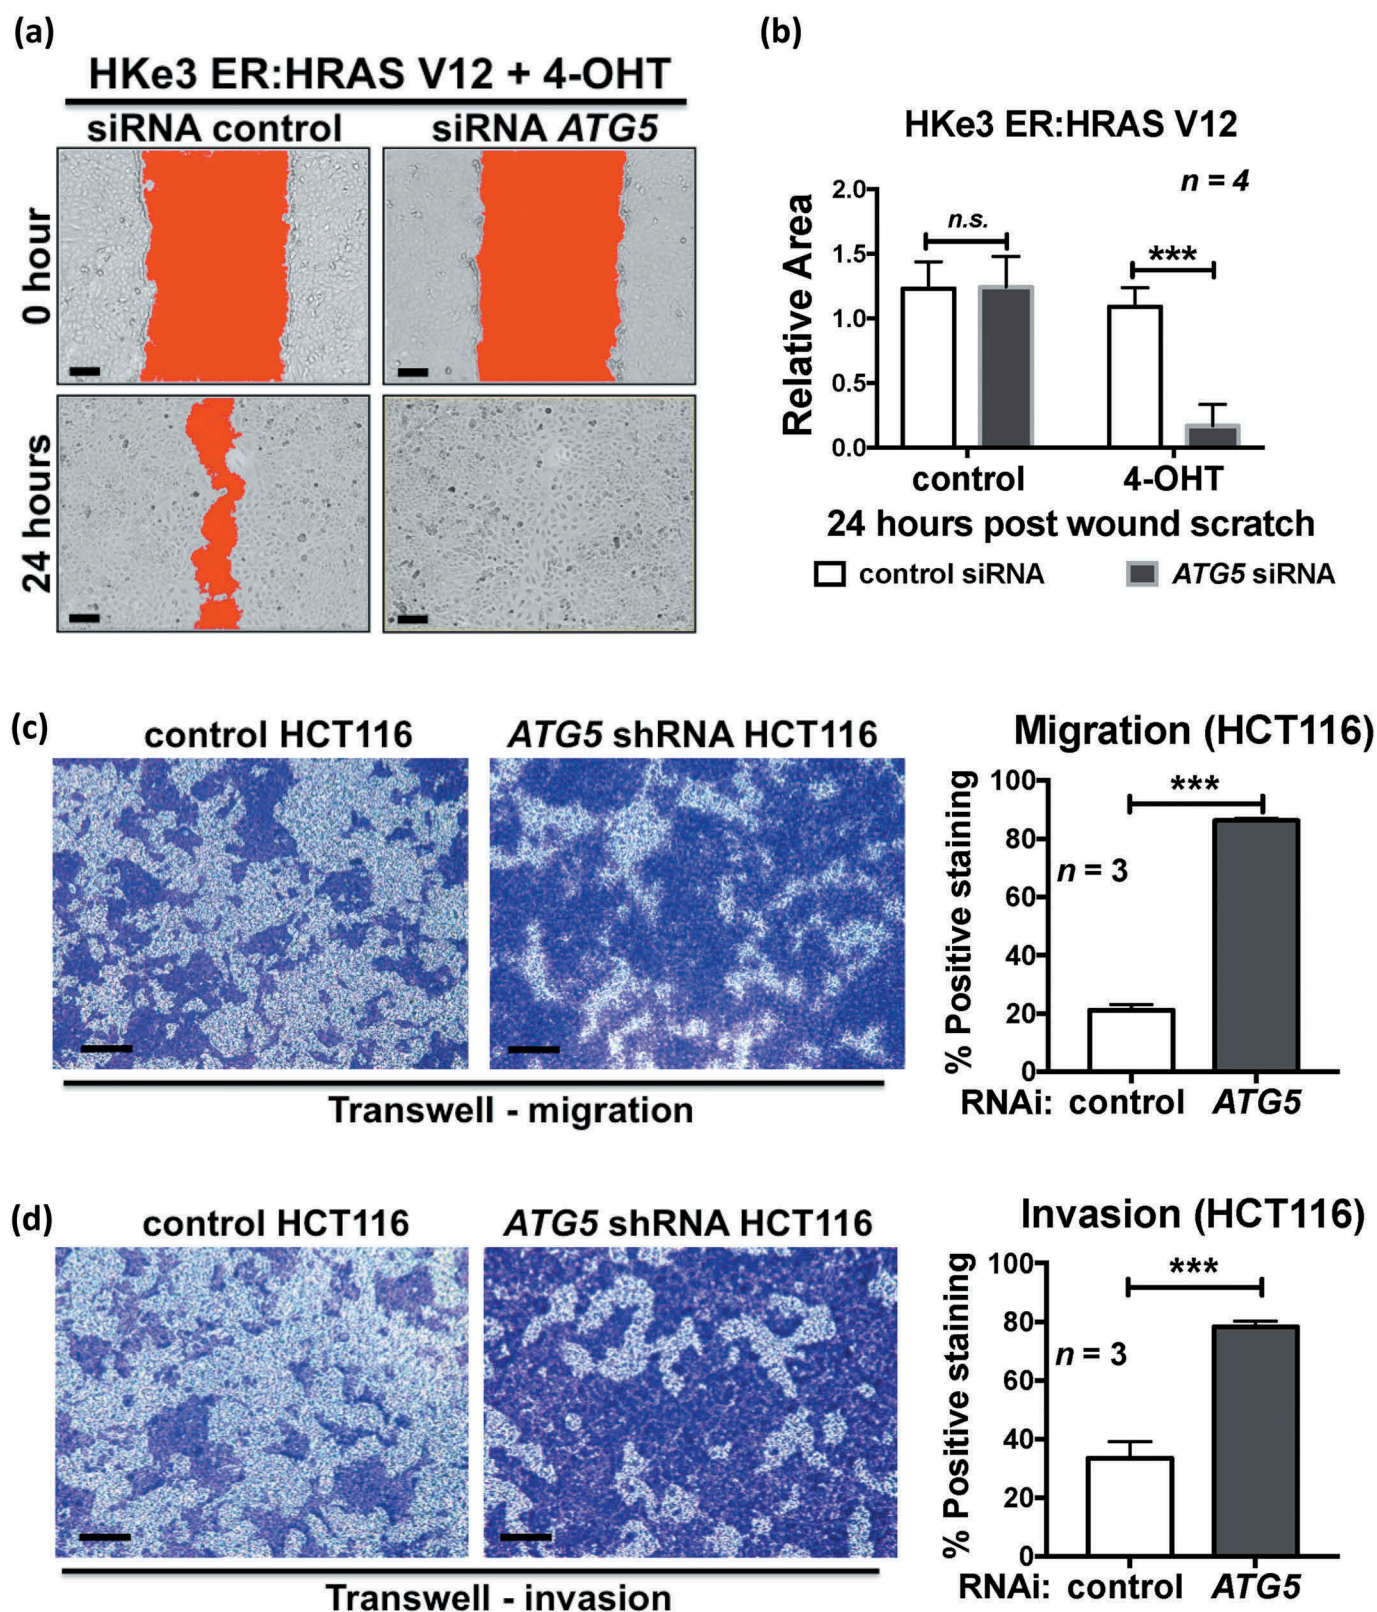 (a)
HKe3 ER:HRAS V12 + 4-OHT
siRNA control siRNA ATG5
0 hour
24 hours
(b)
HKe3 ER:HRAS V12
n = 4
Relative Area
2.0
1.5
1.0
0.5
0.0
n.s.
***
control 4-OHT
24 hours post wound scratch
control siRNA ATG5 siRNA
(c)
control HCT116 ATG5 shRNA HCT116
Transwell - migration
Migration (HCT116)
% Positive staining
100
80
60
40
20
0
***
n = 3
RNAi: control ATG5
(d)
control HCT116 ATG5 shRNA HCT116
Transwell - invasion
Invasion (HCT116)
% Positive staining
100
80
60
40
20
0
***
n = 3
RNAi: control ATG5